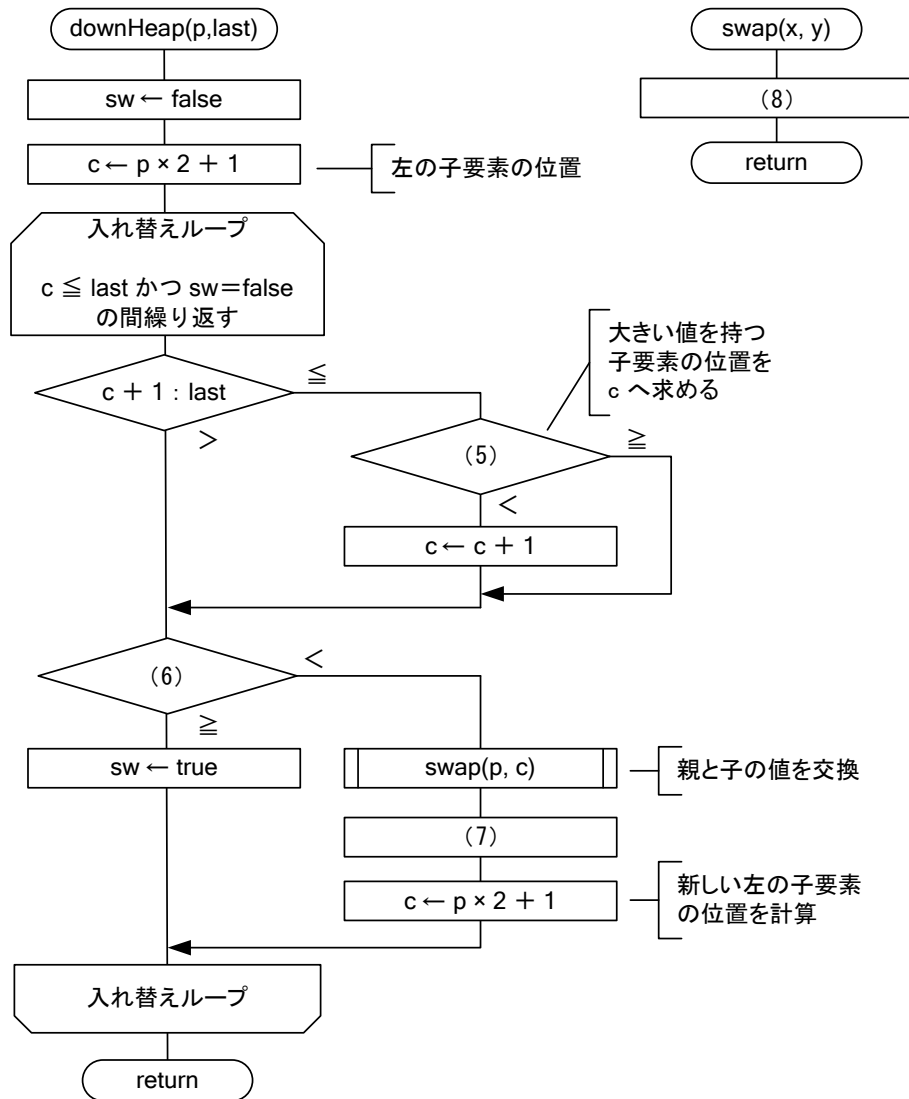 downHeap(p,last)
sw ← false
c ← p × 2 + 1
左の子要素の位置
入れ替えループ
c ≦ last かつ sw=false
の間繰り返す
c + 1 : last
≦
>
大きい値を持つ
子要素の位置を
c へ求める
(5)
≧
<
c ← c + 1
(6)
<
≧
sw ← true
swap(p, c)
親と子の値を交換
(7)
c ← p × 2 + 1
新しい左の子要素
の位置を計算
入れ替えループ
return
swap(x, y)
(8)
return